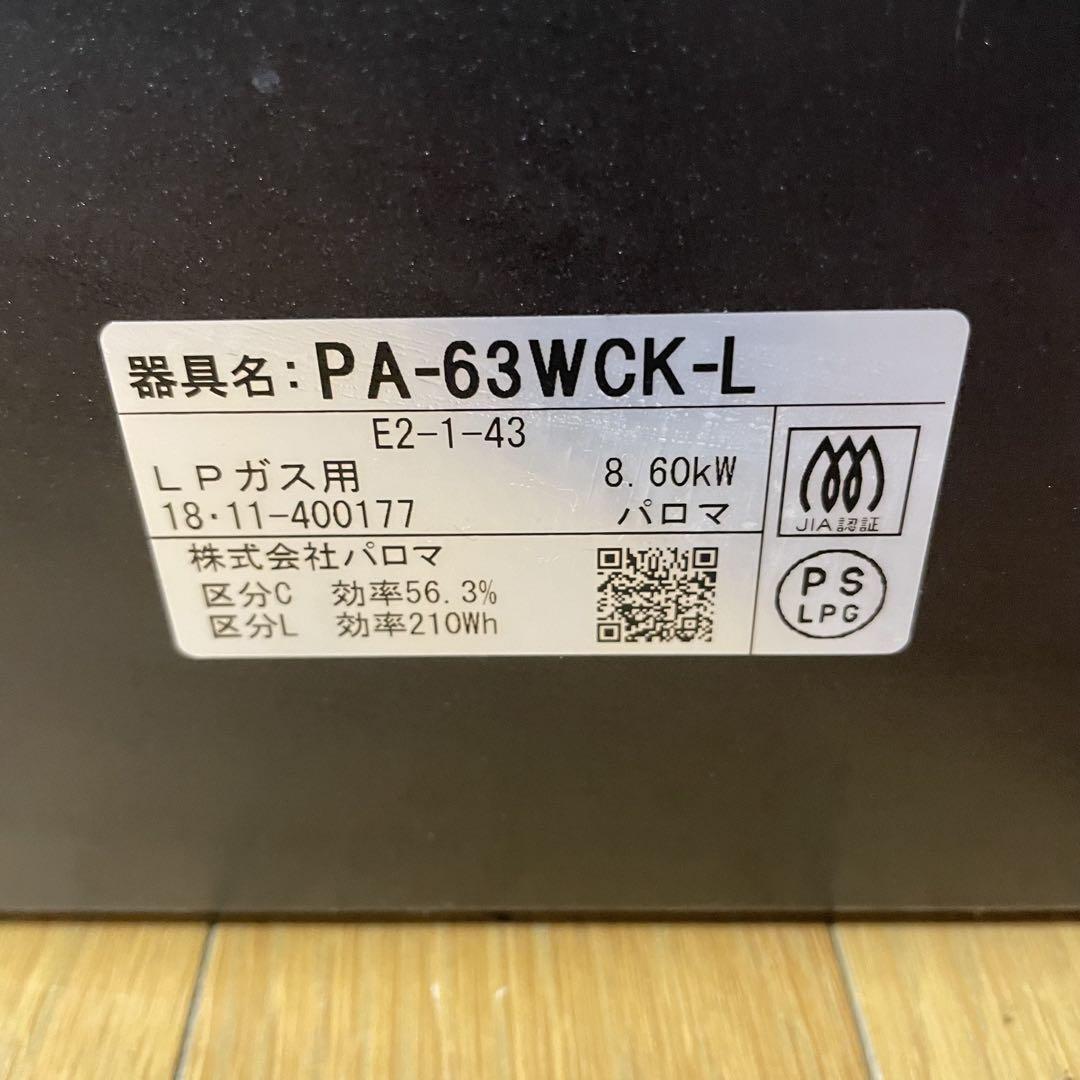 器具名:PA-63WCK-L
E2-1-43
LPガス用 8.60kW
18・11-400177 パロマ
株式会社パロマ
区分C 効率56.3%
区分L 効率210Wh
JIA認証
PS
LPG